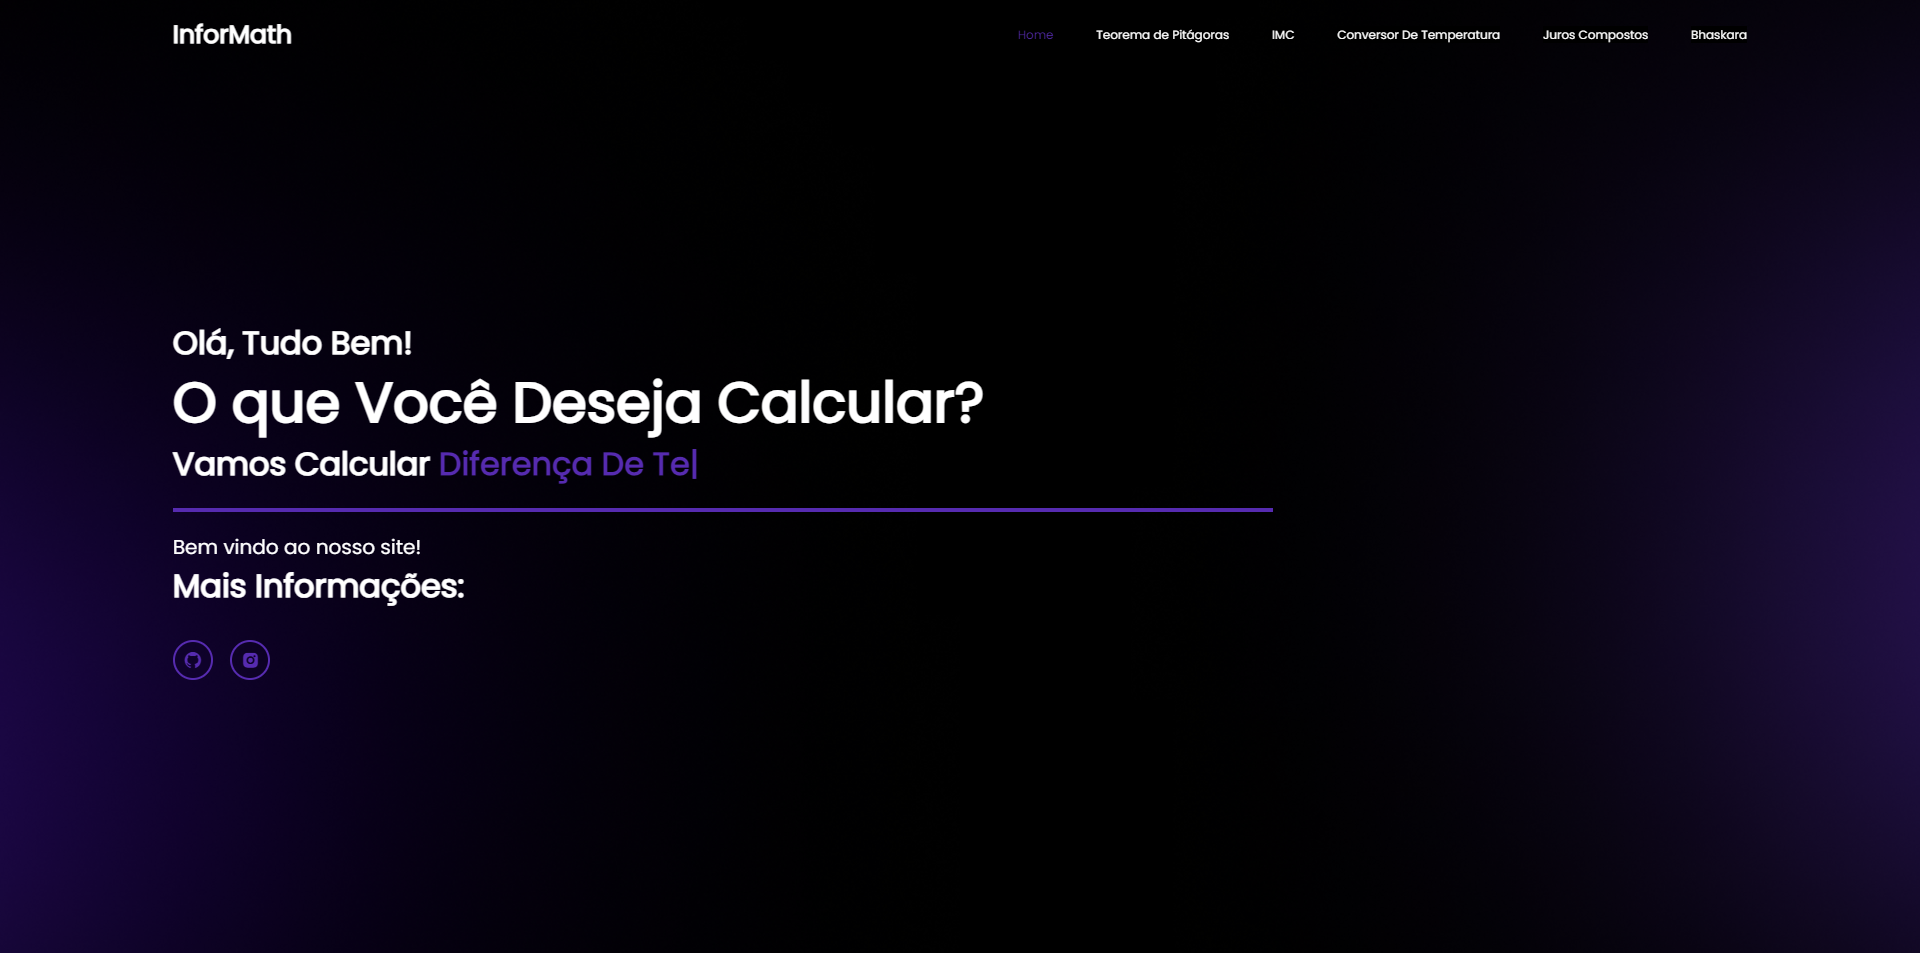 InforMath
Home Teorema de Pitágoras IMC Conversor De Temperatura Juros Compostos Bhaskara
Olá, Tudo Bem!
O que Você Deseja Calcular?
Vamos Calcular Diferença De Te|
Bem vindo ao nosso site!
Mais Informações: